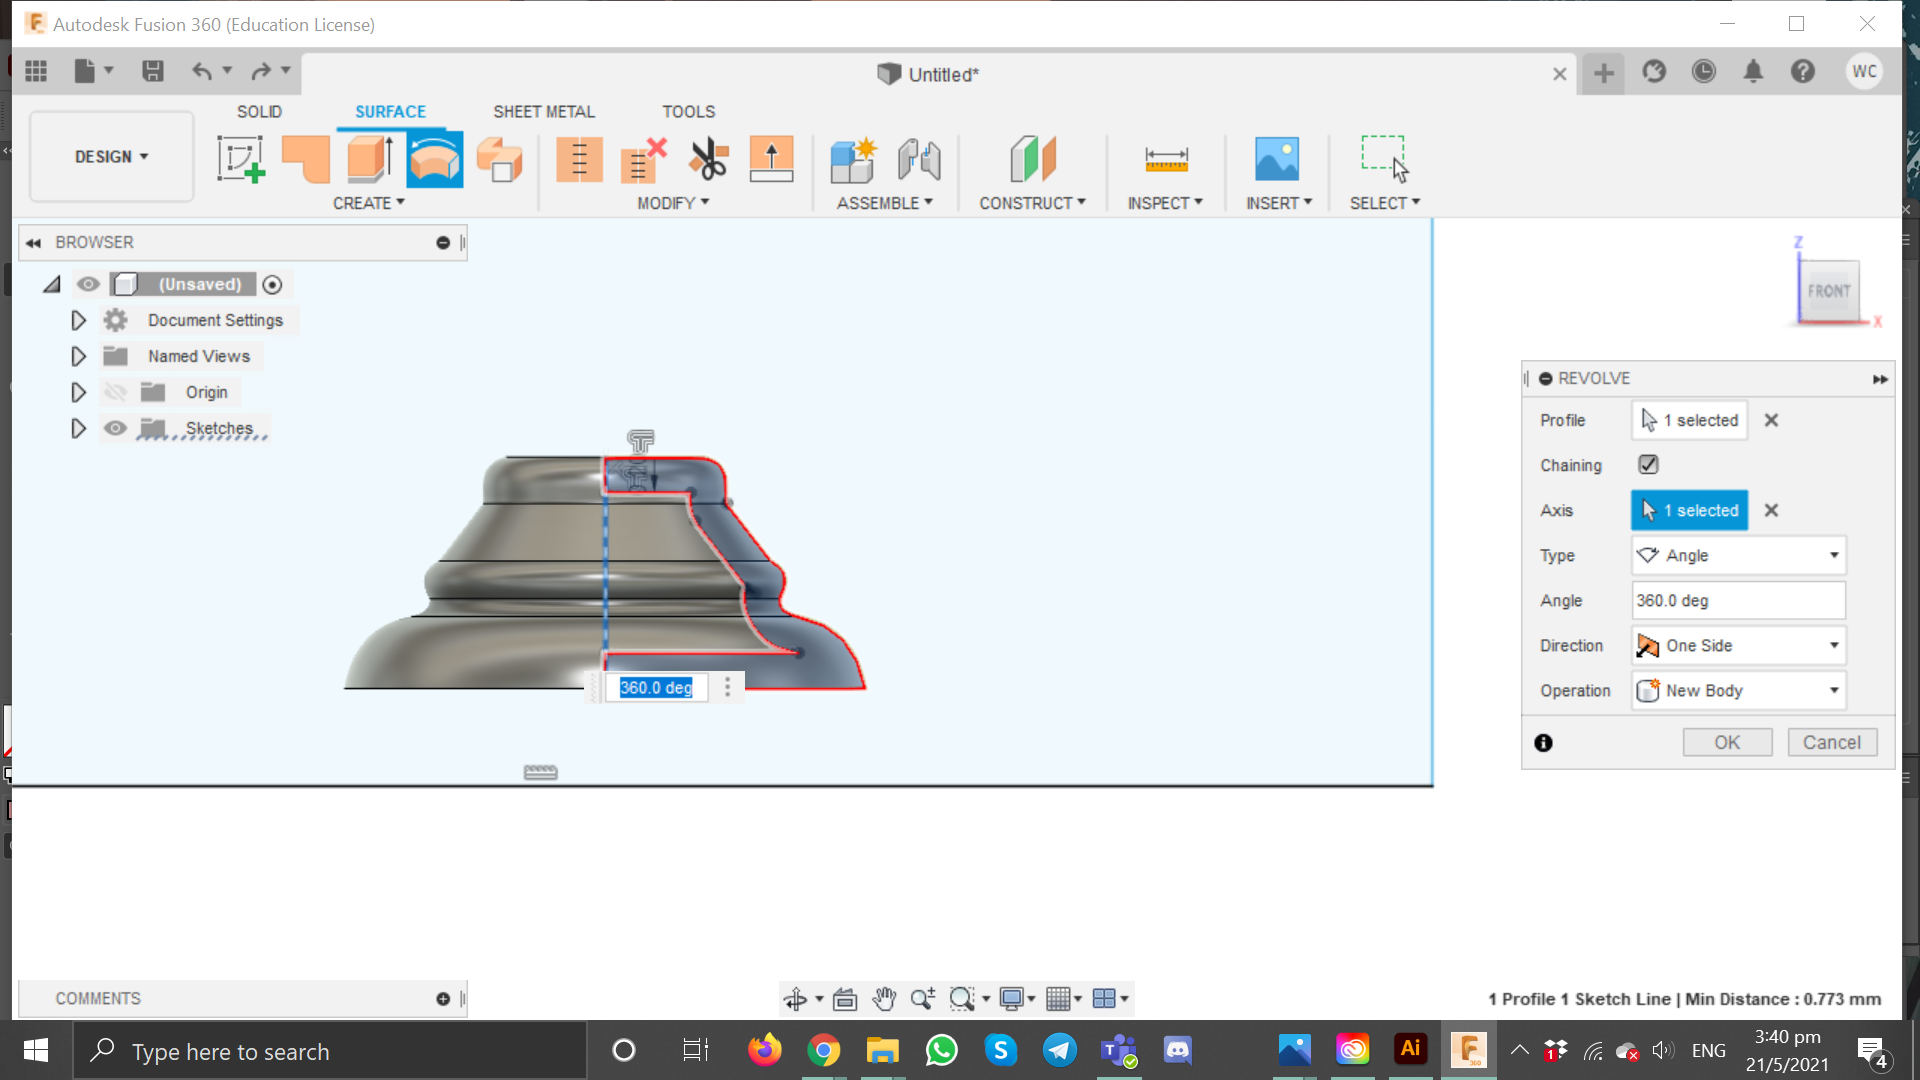 Autodesk Fusion 360 (Education License)
Untitled*
WC
SOLID
SURFACE
SHEET METAL
TOOLS
DESIGN
CREATE
MODIFY
ASSEMBLE
CONSTRUCT
INSPECT
INSERT
SELECT
BROWSER
(Unsaved)
Document Settings
Named Views
Origin
Sketches
Z
FRONT
X
REVOLVE
Profile
1 selected
Chaining
Axis
1 selected
Type
Angle
Angle
360.0 deg
Direction
One Side
Operation
New Body
OK
Cancel
360.0 deg
COMMENTS
1 Profile 1 Sketch Line | Min Distance : 0.773 mm
Type here to search
Ai
360
1
ENG
3:40 pm
21/5/2021
4